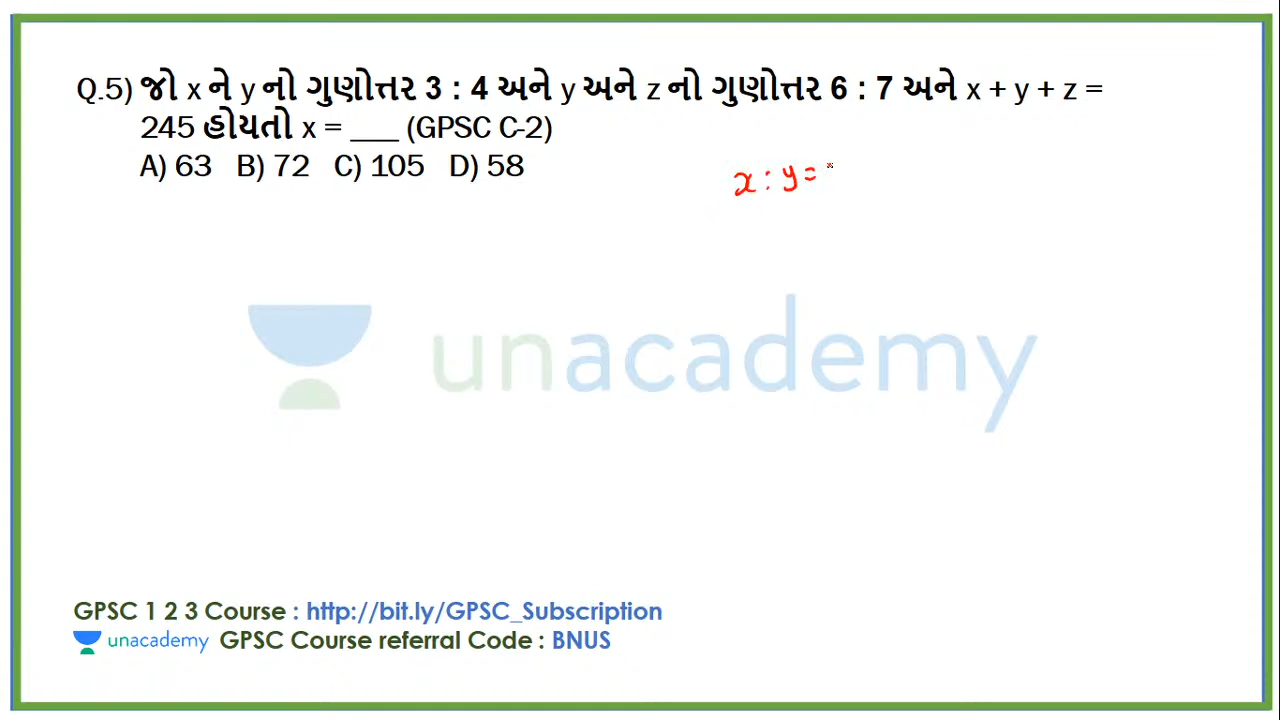 Q.5) જો x ને y નો ગુણોત્તર 3 : 4 અને y અને z નો ગુણોત્તર 6 : 7 અને x + y + z =
245 હોયતો x = ___ (GPSC C-2)
A) 63 B) 72 C) 105 D) 58
x : y =
unacademy
GPSC 1 2 3 Course : http://bit.ly/GPSC_Subscription
unacademy GPSC Course referral Code : BNUS